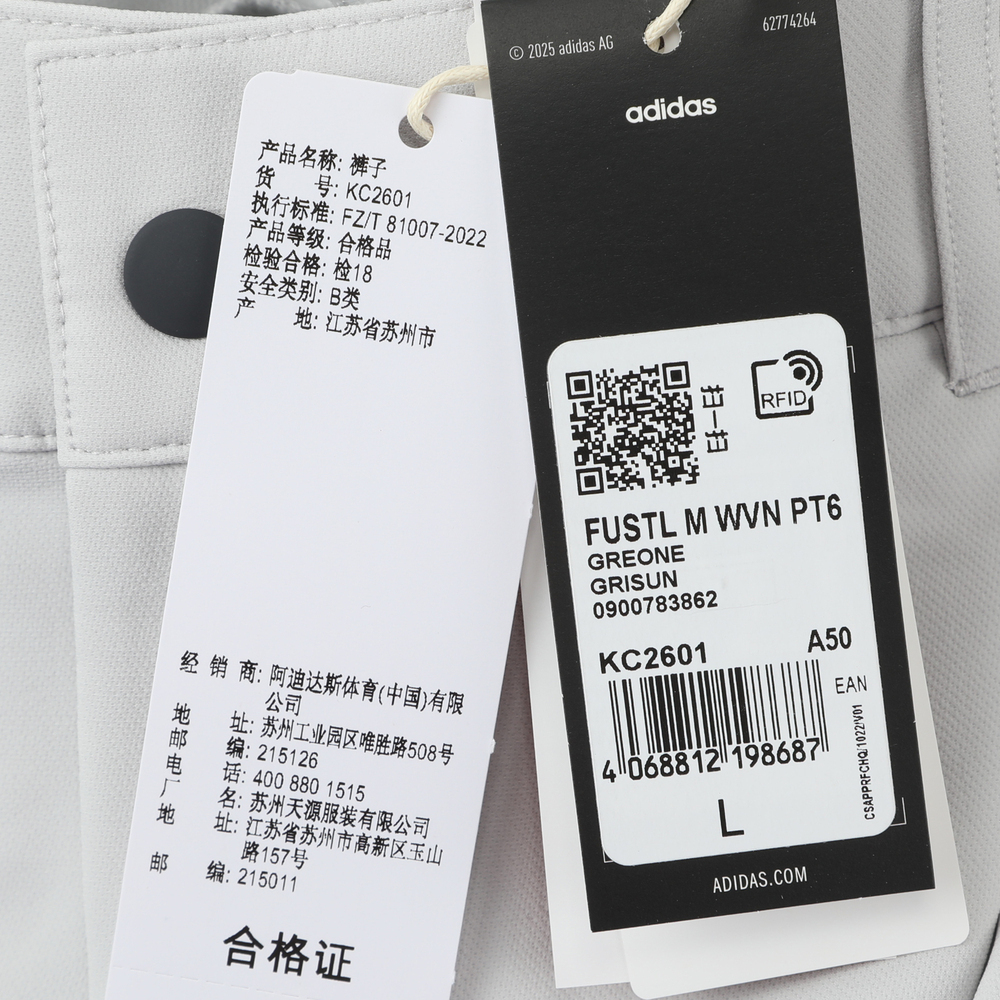 产品名称: 裤子
货 号: KC2601
执行标准: FZ/T 81007-2022
产品等级: 合格品
检验合格: 检18
安全类别: B类
产 地: 江苏省苏州市
经 销 商: 阿迪达斯体育(中国)有限
公司
地 址: 苏州工业园区唯胜路508号
邮 编: 215126
电 话: 400 880 1515
厂 名: 苏州天源服装有限公司
地 址: 江苏省苏州市高新区玉山
路157号
邮 编: 215011
合格证
© 2025 adidas AG
62774264
adidas
扫一扫
RFID
FUSTL M WVN PT6
GREONE
GRISUN
0900783862
KC2601 A50
EAN
4 068812 198687
CSAPPRFCHQ/1022/V01
L
ADIDAS.COM